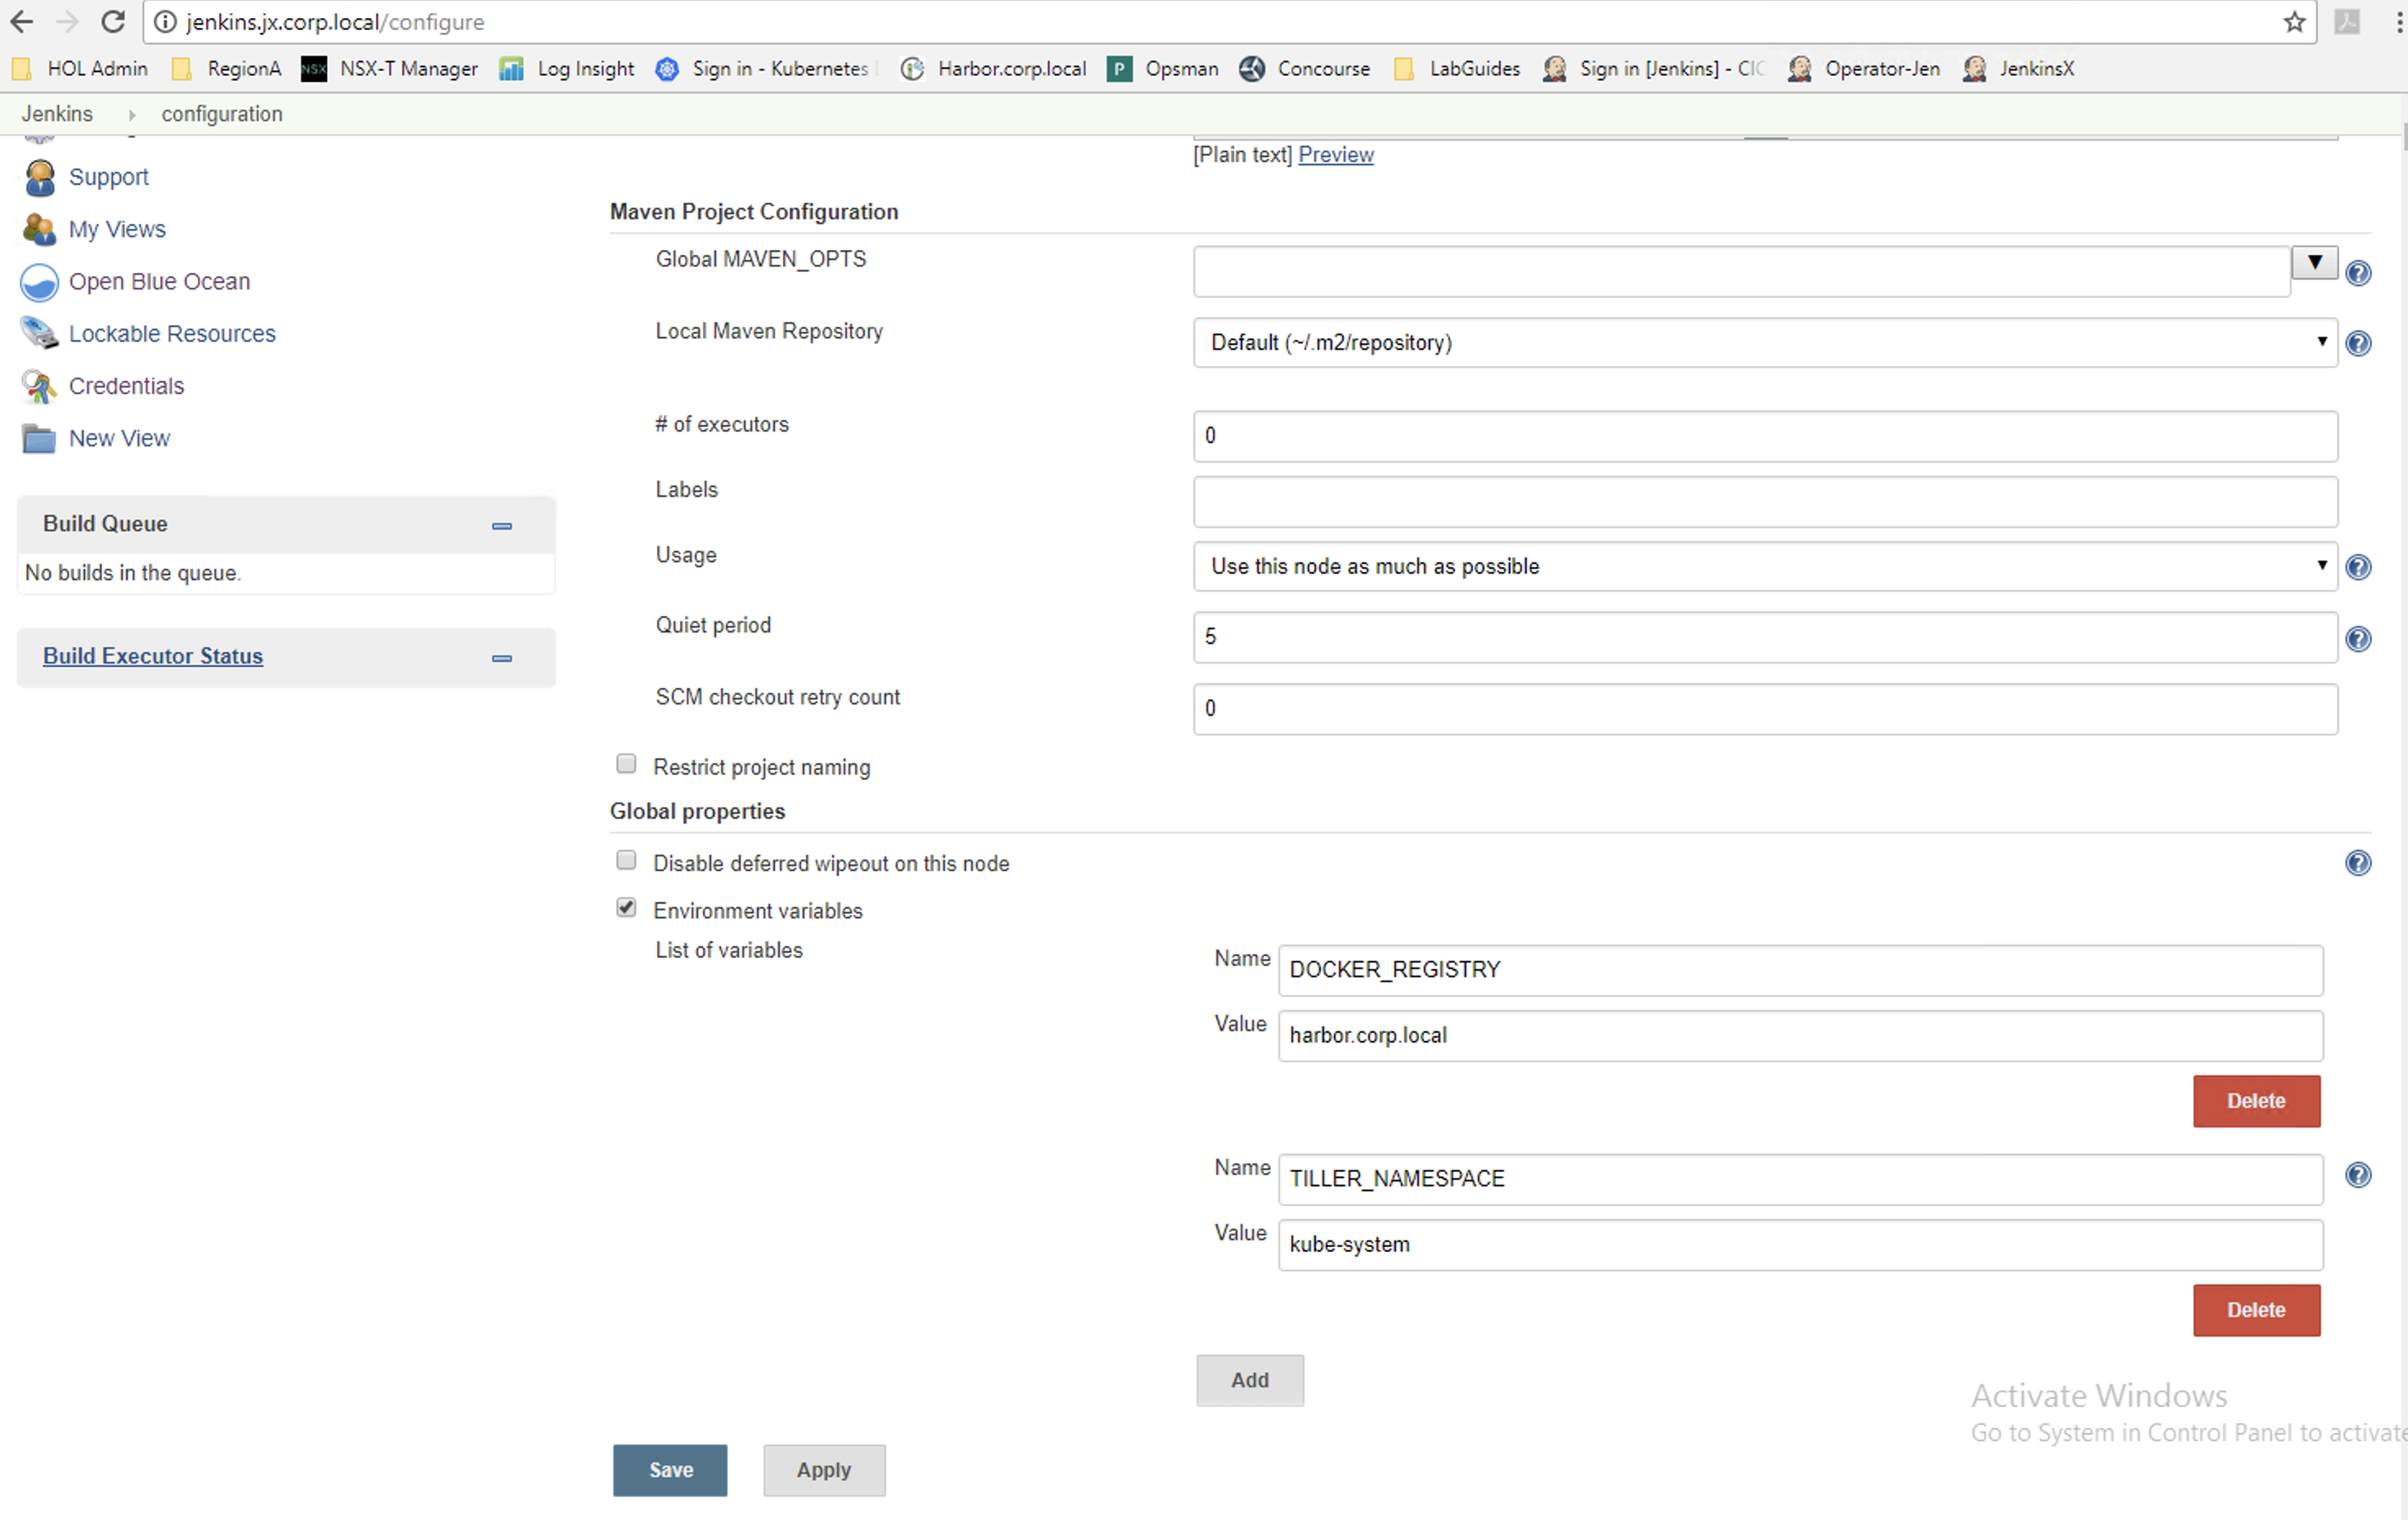 jenkins.jx.corp.local/configure
HOL Admin RegionA NSX NSX-T Manager Log Insight Sign in - Kubernetes Harbor.corp.local P Opsman Concourse LabGuides Sign in [Jenkins] - CIC Operator-Jen JenkinsX
Jenkins configuration
[Plain text] Preview
Support
My Views
Open Blue Ocean
Lockable Resources
Credentials
New View
Build Queue
No builds in the queue.
Build Executor Status
Maven Project Configuration
Global MAVEN_OPTS
Local Maven Repository Default (~/.m2/repository)
# of executors 0
Labels
Usage Use this node as much as possible
Quiet period 5
SCM checkout retry count 0
Restrict project naming
Global properties
Disable deferred wipeout on this node
Environment variables
List of variables
Name DOCKER_REGISTRY
Value harbor.corp.local
Delete
Name TILLER_NAMESPACE
Value kube-system
Delete
Add
Save Apply
Activate Windows
Go to System in Control Panel to activate